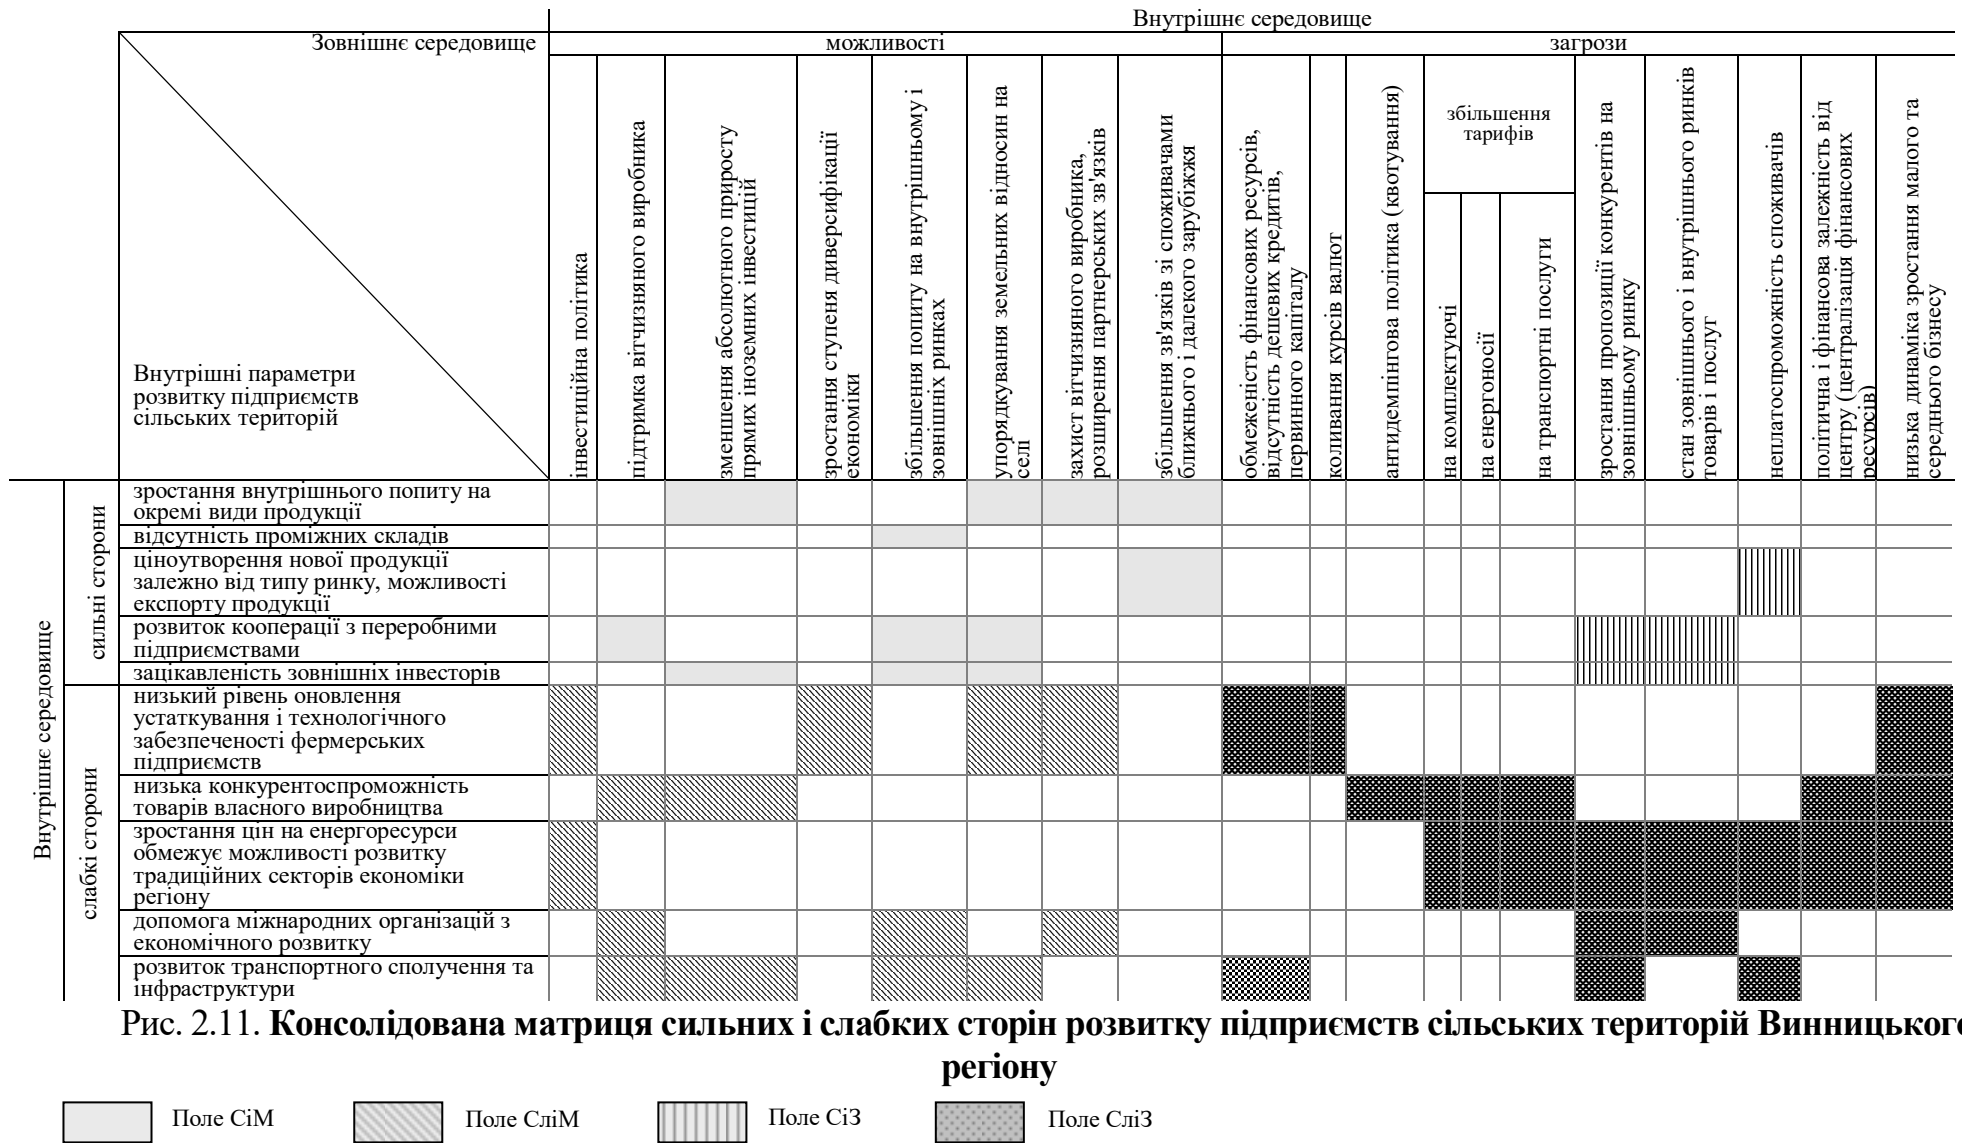 Внутрішнє середовище
Зовнішнє середовище
можливості
загрози
Внутрішні параметри
розвитку підприємств
сільських територій
інвестиційна політика
підтримка вітчизняного виробника
зменшення абсолютного приросту
прямих іноземних інвестицій
зростання ступеня диверсифікації
економіки
збільшення попиту на внутрішньому і
зовнішніх ринках
упорядкування земельних відносин на
селі
захист вітчизняного виробника,
розширення партнерських зв'язків
збільшення зв'язків зі споживачами
ближнього і далекого зарубіжжя
обмеженість фінансових ресурсів,
відсутність дешевих кредитів,
первинного капіталу
коливання курсів валют
антидемпінгова політика (квотування)
збільшення
тарифів
на комплектуючі
на енергоносії
на транспортні послуги
зростання пропозиції конкурентів на
зовнішньому ринку
стан зовнішнього і внутрішнього ринків
товарів і послуг
неплатоспроможність споживачів
політична і фінансова залежність від
центру (централізація фінансових
ресурсів)
низька динаміка зростання малого та
середнього бізнесу
Внутрішнє середовище
сильні сторони
зростання внутрішнього попиту на
окремі види продукції
відсутність проміжних складів
ціноутворення нової продукції
залежно від типу ринку, можливості
експорту продукції
розвиток кооперації з переробними
підприємствами
зацікавленість зовнішніх інвесторів
слабкі сторони
низький рівень оновлення
устаткування і технологічного
забезпеченості фермерських
підприємств
низька конкурентоспроможність
товарів власного виробництва
зростання цін на енергоресурси
обмежує можливості розвитку
традиційних секторів економіки
регіону
допомога міжнародних організацій з
економічного розвитку
розвиток транспортного сполучення та
інфраструктури
Рис. 2.11. Консолідована матриця сильних і слабких сторін розвитку підприємств сільських територій Винницького
регіону
Поле СіМ
Поле СліМ
Поле СіЗ
Поле СліЗ